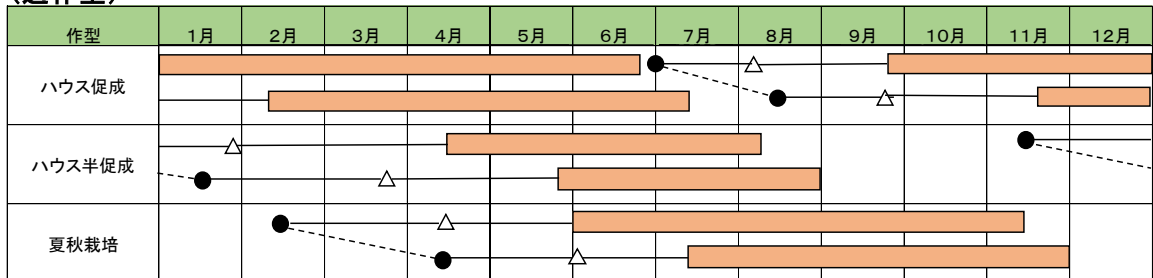 作型 1月 2月 3月 4月 5月 6月 7月 8月 9月 10月 11月 12月
ハウス促成
ハウス半促成
夏秋栽培